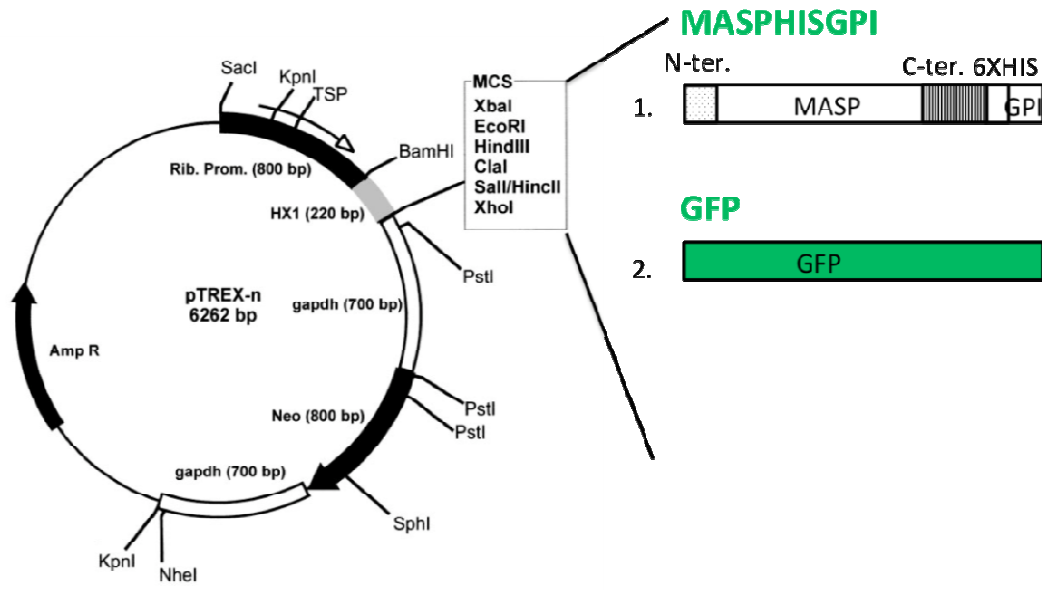 MASPHISGPI
N-ter.
C-ter. 6XHIS
1.
MASP
GPI
GFP
2.
GFP
SacI
KpnI
TSP
BamHI
Rib. Prom. (800 bp)
HX1 (220 bp)
MCS
XbaI
EcoRI
HindIII
ClaI
SalI/HincII
XhoI
PstI
gapdh (700 bp)
pTREX-n
6262 bp
Amp R
PstI
PstI
Neo (800 bp)
gapdh (700 bp)
SphI
KpnI
NheI